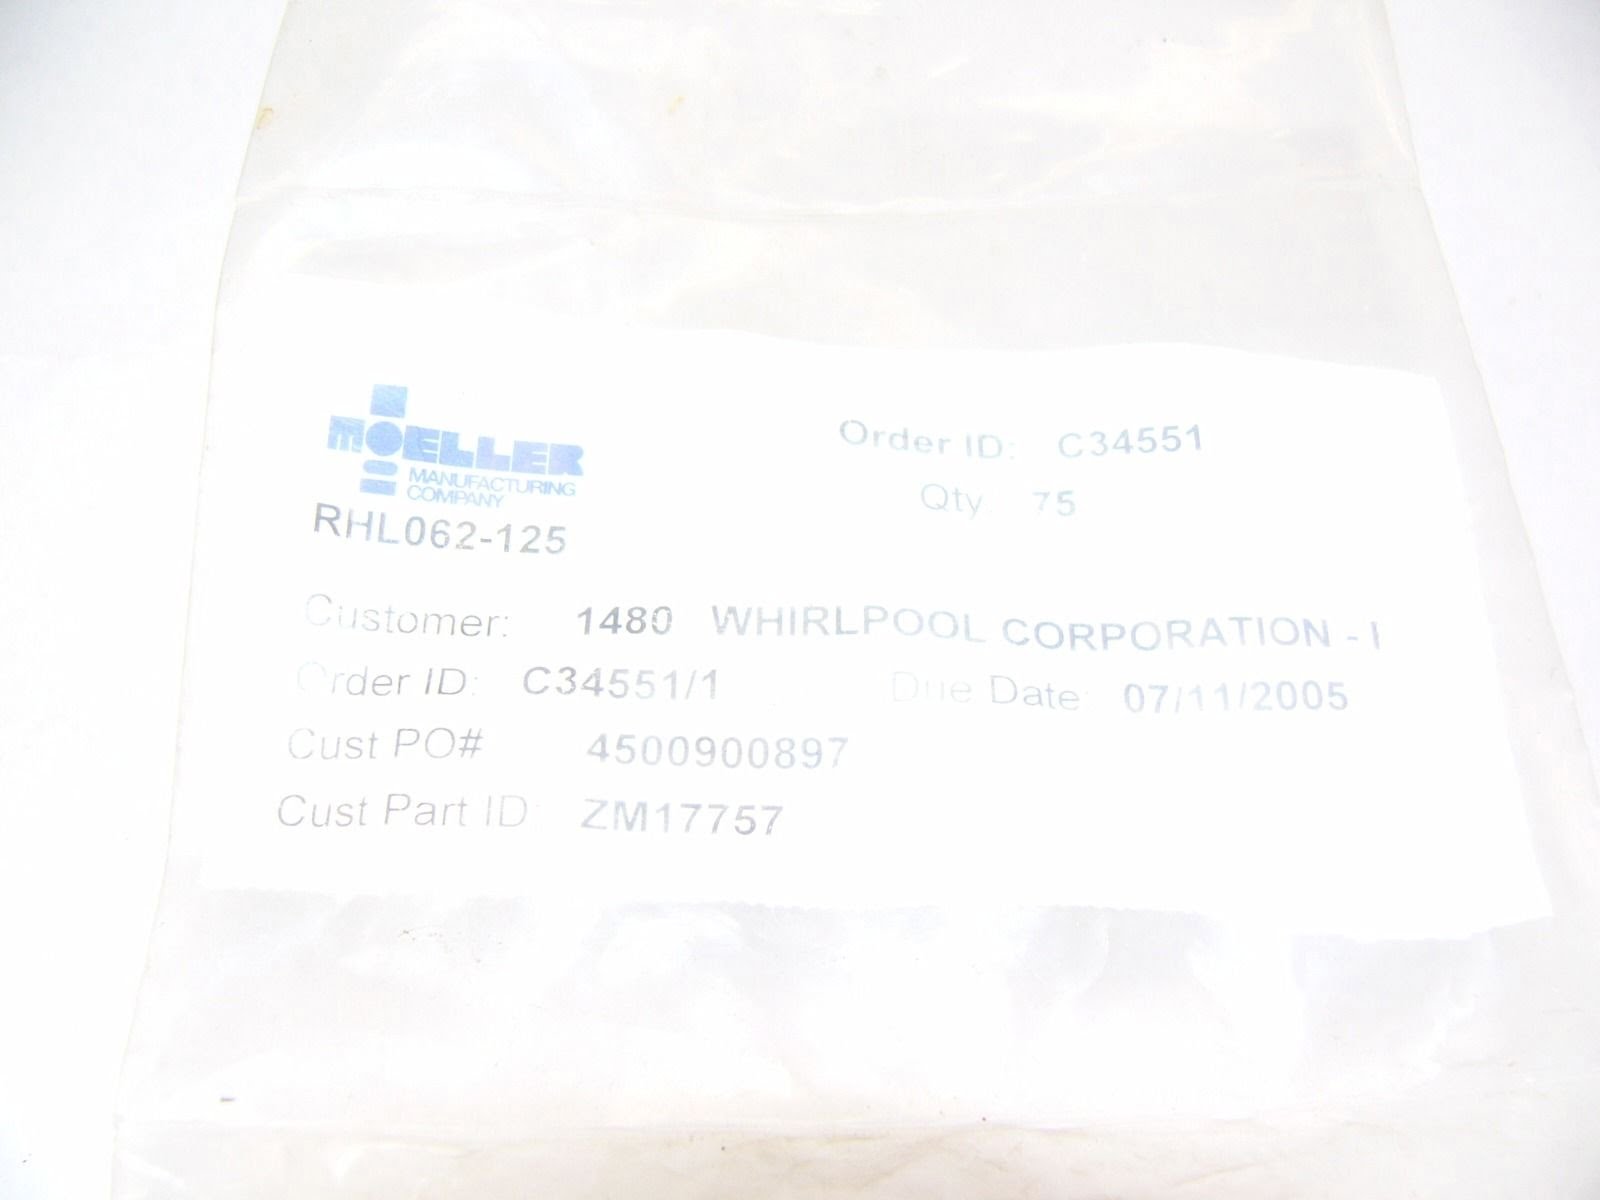 MOELLER
MANUFACTURING
COMPANY
RHL062-125
Order ID: C34551
Qty: 75
Customer: 1480 WHIRLPOOL CORPORATION - I
Order ID: C34551/1 Due Date: 07/11/2005
Cust PO# 4500900897
Cust Part ID: ZM17757